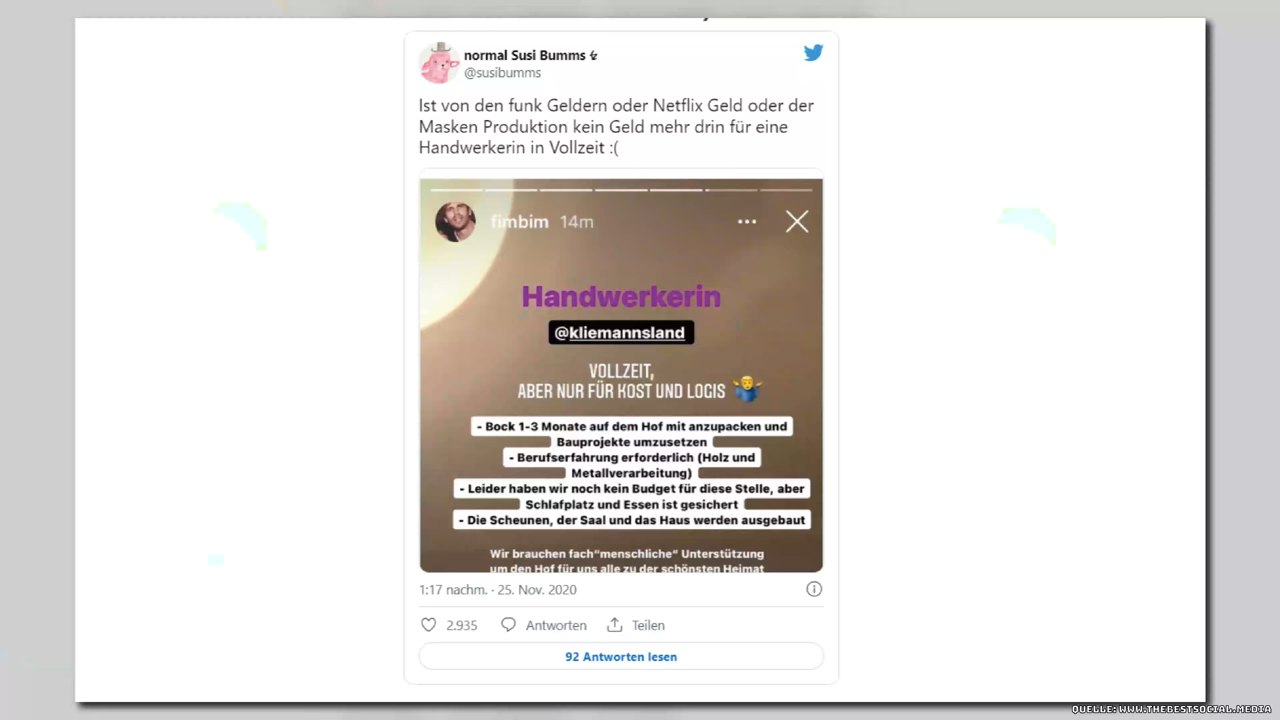 normal Susi Bumms
@susibumms
Ist von den funk Geldern oder Netflix Geld oder der
Masken Produktion kein Geld mehr drin für eine
Handwerkerin in Vollzeit :(
fimbim 14m
Handwerkerin
@kliemannsland
VOLLZEIT,
ABER NUR FÜR KOST UND LOGIS 🤷‍♂️
- Bock 1-3 Monate auf dem Hof mit anzupacken und
Bauprojekte umzusetzen
- Berufserfahrung erforderlich (Holz und
Metallverarbeitung)
- Leider haben wir noch kein Budget für diese Stelle, aber
Schlafplatz und Essen ist gesichert
- Die Scheunen, der Saal und das Haus werden ausgebaut
Wir brauchen fach“menschliche“ Unterstützung
um den Hof für uns alle zu der schönsten Heimat
1:17 nachm. · 25. Nov. 2020
2.935 Antworten Teilen
92 Antworten lesen
QUELLE: WWW.THEBESTSOCIAL.MEDIA